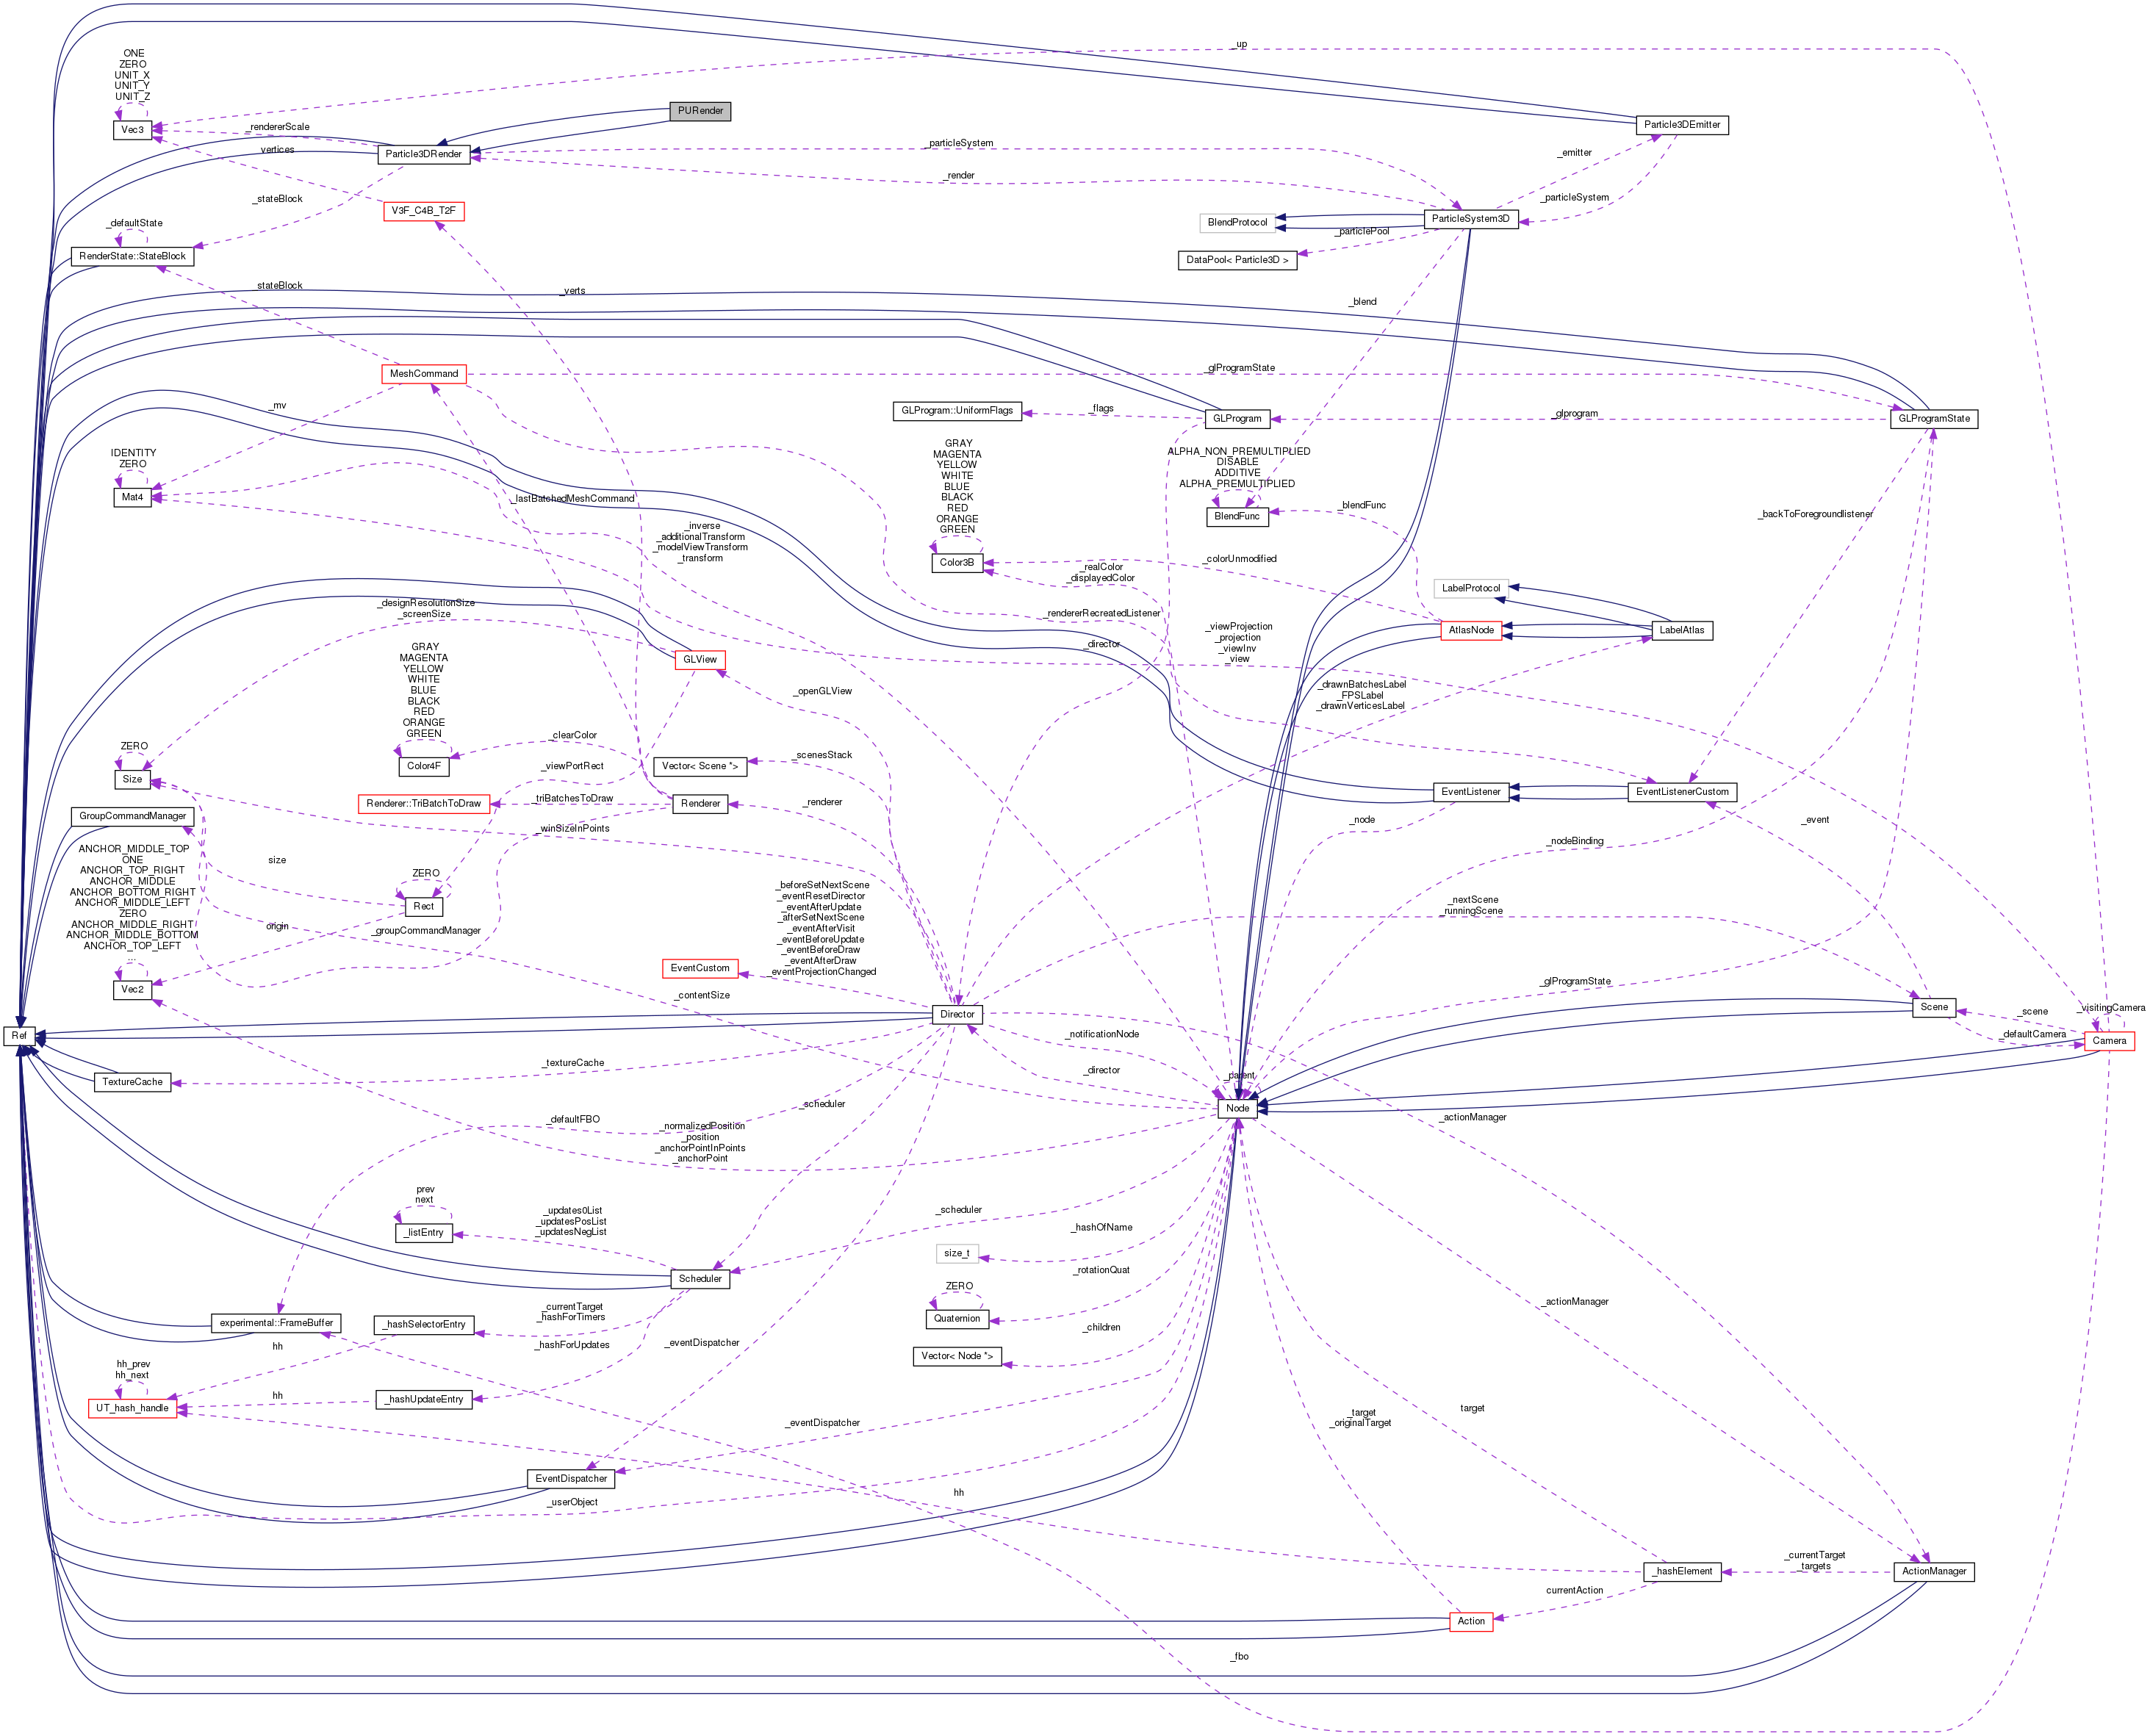 _up
ONE
ZERO
UNIT_X
UNIT_Y
UNIT_Z
PURender
Vec3
_rendererScale
Particle3DEmitter
vertices
Particle3DRender
_particleSystem
_emitter
_render
_stateBlock
_particleSystem
V3F_C4B_T2F
_defaultState
BlendProtocol
ParticleSystem3D
_particlePool
RenderState::StateBlock
DataPool< Particle3D >
stateBlock
_verts
_blend
MeshCommand
_glProgramState
_mv
GLProgram::UniformFlags
_flags
GLProgram
_glprogram
GLProgramState
IDENTITY
ZERO
Mat4
GRAY
MAGENTA
YELLOW
WHITE
BLUE
BLACK
RED
ORANGE
GREEN
Color3B
ALPHA_NON_PREMULTIPLIED
DISABLE
ADDITIVE
ALPHA_PREMULTIPLIED
BlendFunc
_lastBatchedMeshCommand
_inverse
_additionalTransform
_modelViewTransform
_transform
_blendFunc
_backToForegroundlistener
_colorUnmodified
_realColor
_displayedColor
LabelProtocol
_designResolutionSize
_screenSize
_rendererRecreatedListener
_director
_viewProjection
_projection
_viewInv
_view
AtlasNode
LabelAtlas
GLView
GRAY
MAGENTA
YELLOW
WHITE
BLUE
BLACK
RED
ORANGE
GREEN
Color4F
_openGLView
_drawnBatchesLabel
_FPSLabel
_drawnVerticesLabel
_clearColor
ZERO
Size
_viewPortRect
Vector< Scene *>
_scenesStack
Renderer::TriBatchToDraw
_triBatchesToDraw
Renderer
_renderer
EventListener
EventListenerCustom
GroupCommandManager
_winSizeInPoints
_node
_event
_nodeBinding
ANCHOR_MIDDLE_TOP
ONE
ANCHOR_TOP_RIGHT
ANCHOR_MIDDLE
ANCHOR_BOTTOM_RIGHT
ANCHOR_MIDDLE_LEFT
ZERO
ANCHOR_MIDDLE_RIGHT
ANCHOR_MIDDLE_BOTTOM
ANCHOR_TOP_LEFT
...
Vec2
size
ZERO
Rect
origin
_groupCommandManager
_beforeSetNextScene
_eventResetDirector
_eventAfterUpdate
_afterSetNextScene
_eventAfterVisit
_eventBeforeUpdate
_eventBeforeDraw
_eventAfterDraw
_eventProjectionChanged
EventCustom
_nextScene
_runningScene
_contentSize
_glProgramState
Director
Scene
_scene
_visitingCamera
Ref
_notificationNode
_defaultCamera
Camera
_textureCache
_director
_parent
TextureCache
Node
_defaultFBO
_scheduler
_actionManager
_normalizedPosition
_position
_anchorPointInPoints
_anchorPoint
prev
next
_listEntry
_updates0List
_updatesPosList
_updatesNegList
_scheduler
_hashOfName
size_t
Scheduler
_rotationQuat
ZERO
Quaternion
experimental::FrameBuffer
_hashSelectorEntry
_currentTarget
_hashForTimers
_actionManager
_children
hh
_hashForUpdates
_eventDispatcher
Vector< Node *>
hh_prev
hh_next
UT_hash_handle
hh
_hashUpdateEntry
_eventDispatcher
target
_target
_originalTarget
EventDispatcher
hh
_userObject
_currentTarget
targets
_hashElement
ActionManager
currentAction
Action
_fbo